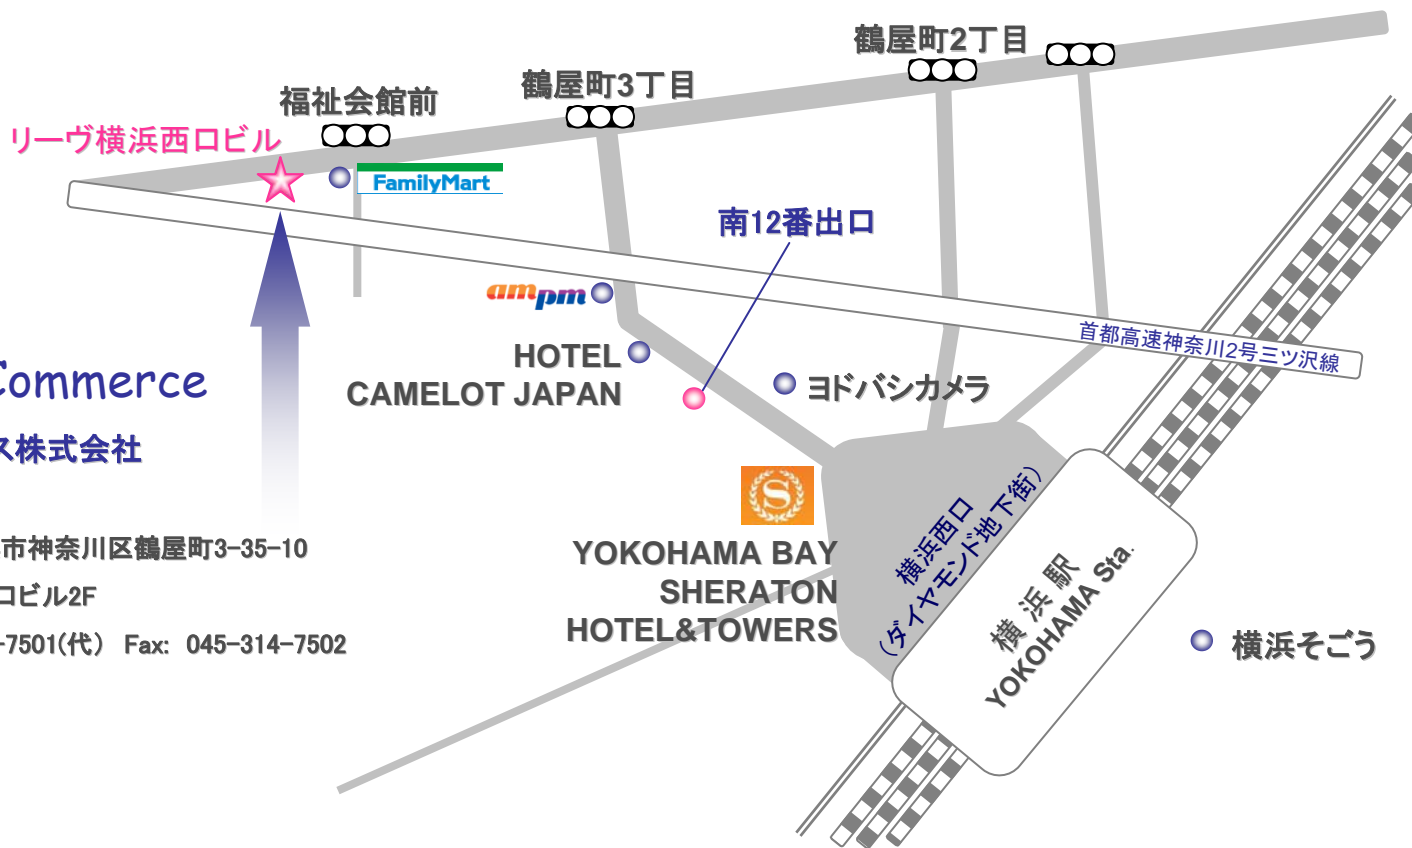 鶴屋町2丁目
鶴屋町3丁目
福祉会館前
リーヴ横浜西口ビル
FamilyMart
南12番出口
am
pm
首都高速神奈川2号三ツ沢線
HOTEL
CAMELOT JAPAN
ヨドバシカメラ
Commerce
ス株式会社
S
市神奈川区鶴屋町3-35-10
口ビル2F
-7501(代) Fax: 045-314-7502
YOKOHAMA BAY
SHERATON
HOTEL&TOWERS
横浜西口
(ダイヤモンド地下街)
横 浜 駅
YOKOHAMA Sta.
横浜そごう